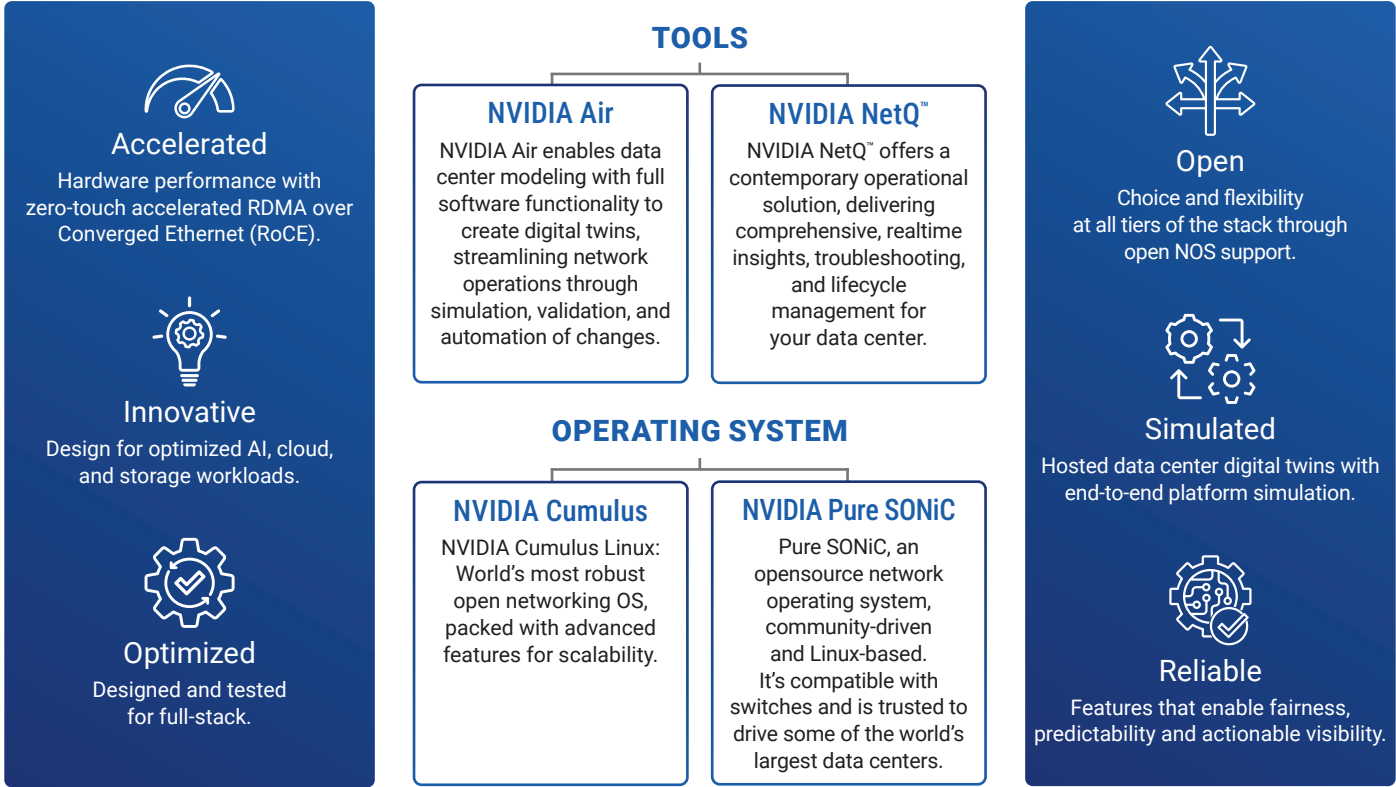 Accelerated
Hardware performance with
zero-touch accelerated RDMA over
Converged Ethernet (RoCE).
Innovative
Design for optimized AI, cloud,
and storage workloads.
Optimized
Designed and tested
for full-stack.
TOOLS
NVIDIA Air
NVIDIA Air enables data
center modeling with full
software functionality to
create digital twins,
streamlining network
operations through
simulation, validation, and
automation of changes.
NVIDIA NetQ™
NVIDIA NetQ™ offers a
contemporary operational
solution, delivering
comprehensive, realtime
insights, troubleshooting,
and lifecycle
management for
your data center.
OPERATING SYSTEM
NVIDIA Cumulus
NVIDIA Cumulus Linux:
World’s most robust
open networking OS,
packed with advanced
features for scalability.
NVIDIA Pure SONiC
Pure SONiC, an
opensource network
operating system,
community-driven
and Linux-based.
It’s compatible with
switches and is trusted to
drive some of the world’s
largest data centers.
Open
Choice and flexibility
at all tiers of the stack through
open NOS support.
Simulated
Hosted data center digital twins with
end-to-end platform simulation.
Reliable
Features that enable fairness,
predictability and actionable visibility.